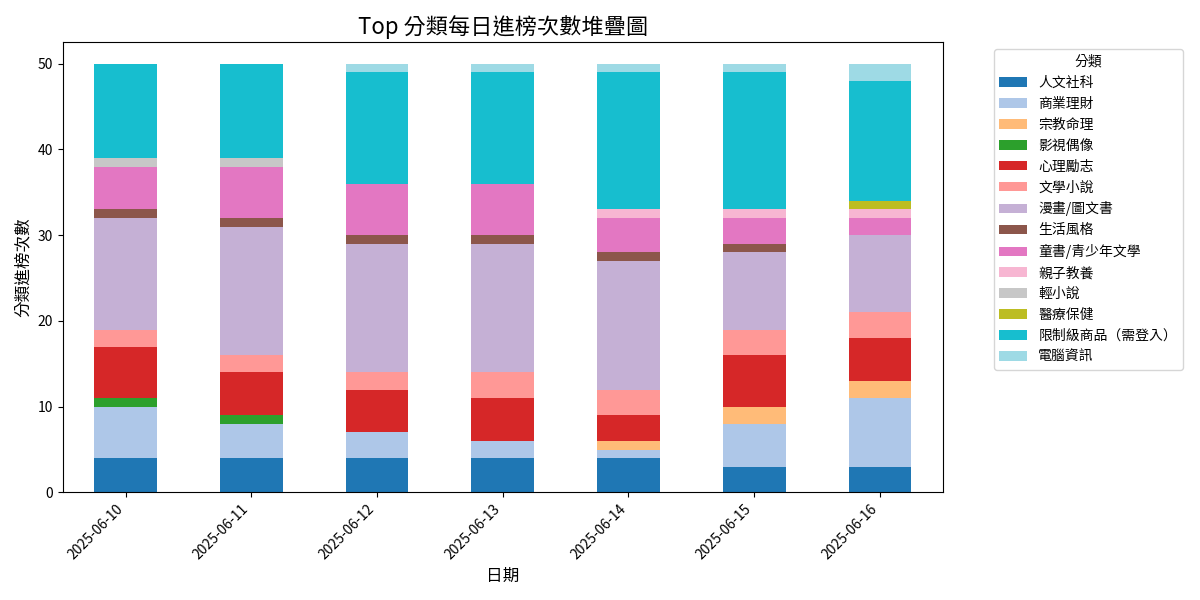 Top 分類每日進榜次數堆疊圖
分類進榜次數
50
40
30
20
10
0
2025-06-10
2025-06-11
2025-06-12
2025-06-13
2025-06-14
2025-06-15
2025-06-16
日期
分類
人文社科
商業理財
宗教命理
影視偶像
心理勵志
文學小說
漫畫/圖文書
生活風格
童書/青少年文學
親子教養
輕小說
醫療保健
限制級商品（需登入）
電腦資訊